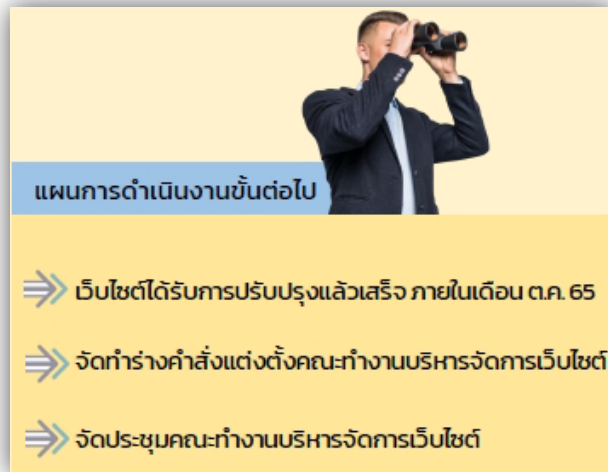 แผนการดำเนินงานขั้นต่อไป
เว็บไซต์ได้รับการปรับปรุงแล้วเสร็จ ภายในเดือน ต.ค. 65
จัดทำร่างคำสั่งแต่งตั้งคณะทำงานบริหารจัดการเว็บไซต์
จัดประชุมคณะทำงานบริหารจัดการเว็บไซต์